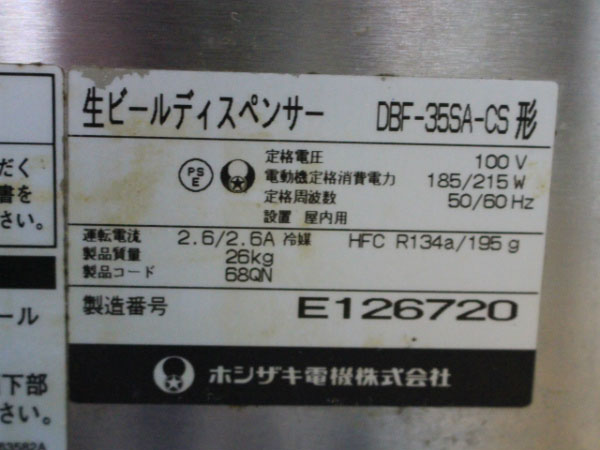 だく
書を
さい。
ール
下部
さい。
生ビールディスペンサー DBF-35SA-CS 形
PS
E
定格電圧 100 V
電動機定格消費電力 185/215 W
定格周波数 50/60 Hz
設置 屋内用
運転電流 2.6/2.6A 冷媒 HFC R134a/195 g
製品質量 26kg
製品コード 68QN
製造番号 E126720
ホシザキ電機株式会社